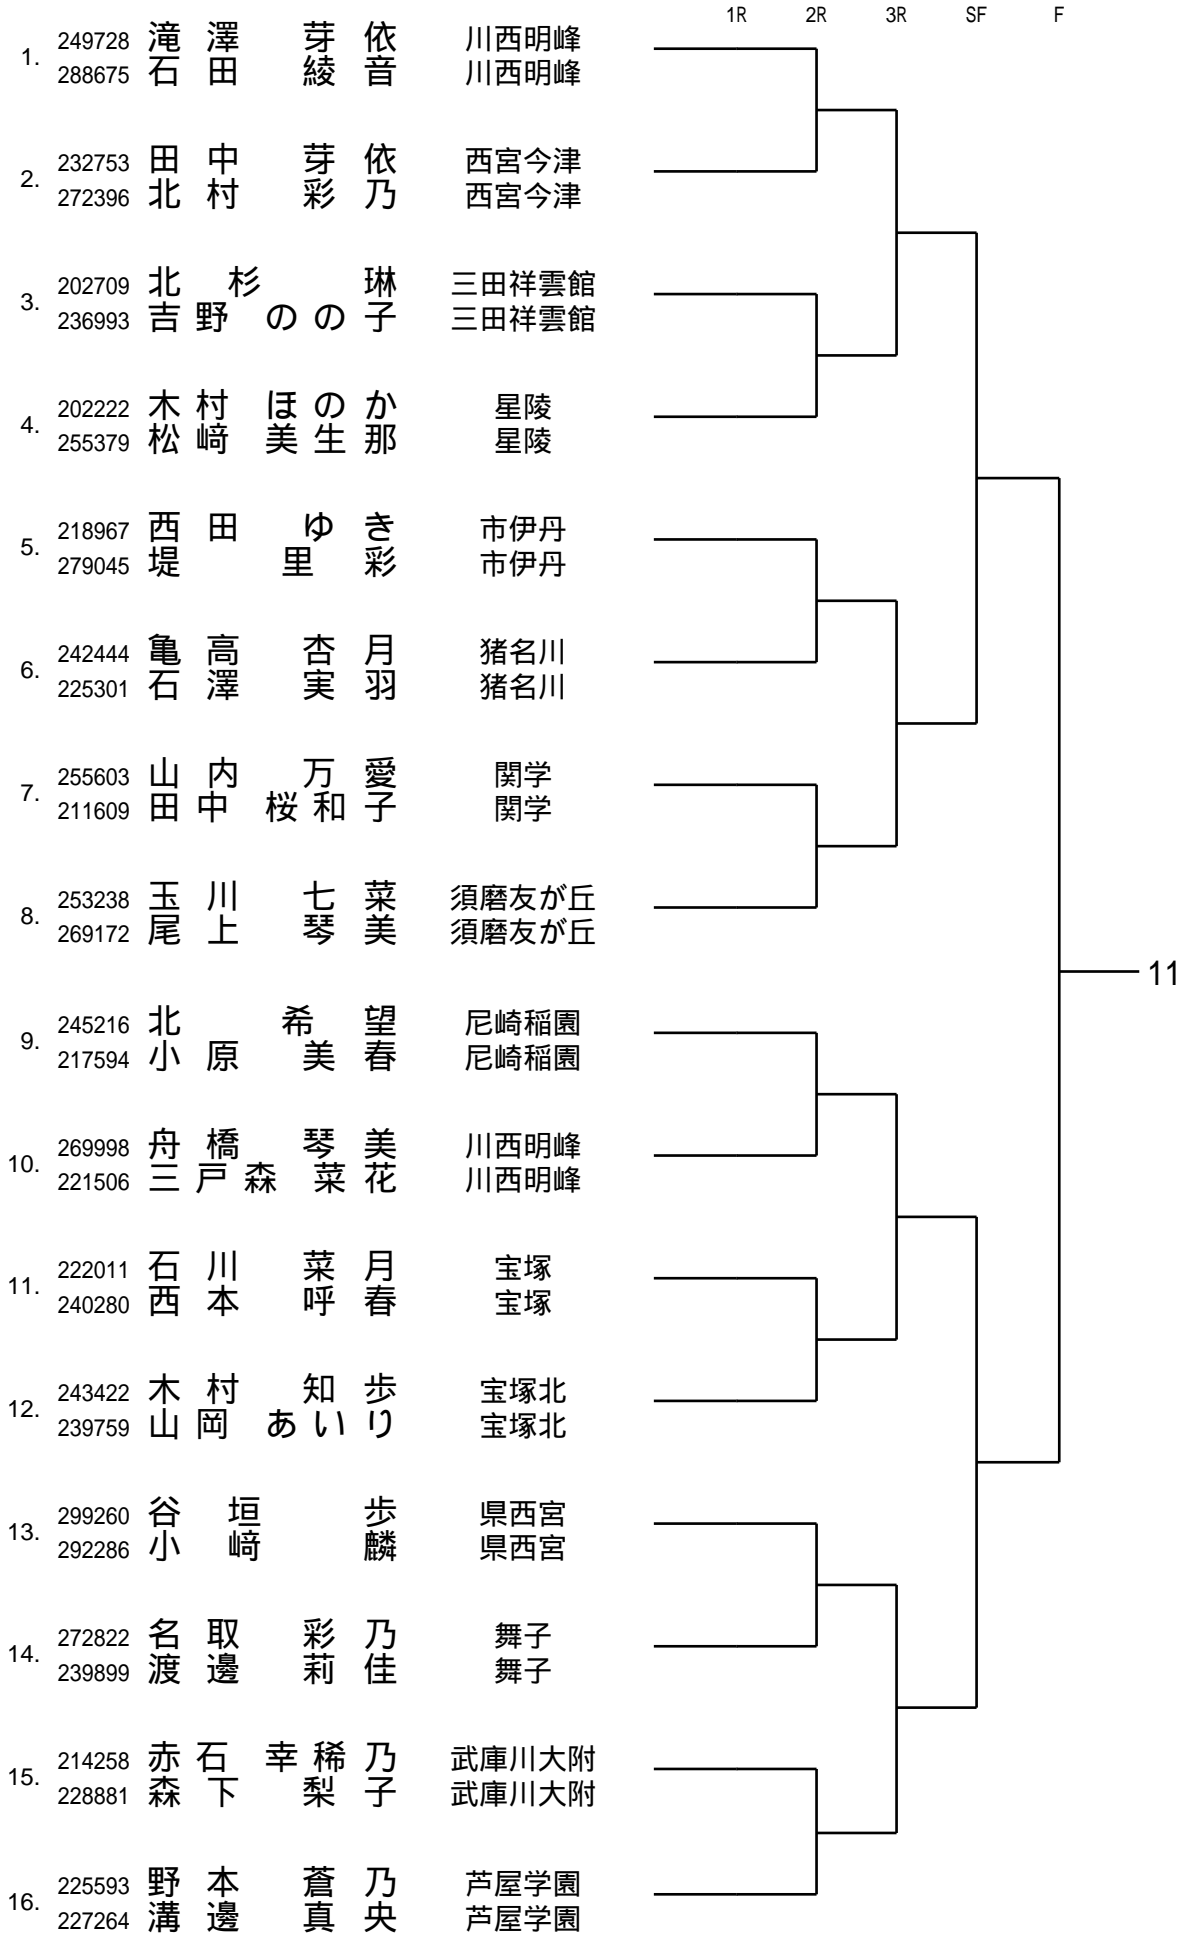 1R 2R 3R SF F
1. 249728 滝澤 芽依 川西明峰
288675 石田 綾音 川西明峰
2. 232753 田中 芽依 西宮今津
272396 北村 彩乃 西宮今津
3. 202709 北杉 琳 三田祥雲館
236993 吉野 のの子 三田祥雲館
4. 202222 木村 ほのか 星陵
255379 松﨑 美生那 星陵
5. 218967 西田 ゆき 市伊丹
279045 堤 里彩 市伊丹
6. 242444 亀高 杏月 猪名川
225301 石澤 実羽 猪名川
7. 255603 山内 万愛 関学
211609 田中 桜和子 関学
8. 253238 玉川 七菜 須磨友が丘
269172 尾上 琴美 須磨友が丘
11
9. 245216 北 希望 尼崎稲園
217594 小原 美春 尼崎稲園
10. 269998 舟橋 琴美 川西明峰
221506 三戸森 菜花 川西明峰
11. 222011 石川 菜月 宝塚
240280 西本 呼春 宝塚
12. 243422 木村 知歩 宝塚北
239759 山岡 あいり 宝塚北
13. 299260 谷垣 歩 県西宮
292286 小﨑 麟 県西宮
14. 272822 名取 彩乃 舞子
239899 渡邊 莉佳 舞子
15. 214258 赤石 幸稀乃 武庫川大附
228881 森下 梨子 武庫川大附
16. 225593 野本 蒼乃 芦屋学園
227264 溝邊 真央 芦屋学園